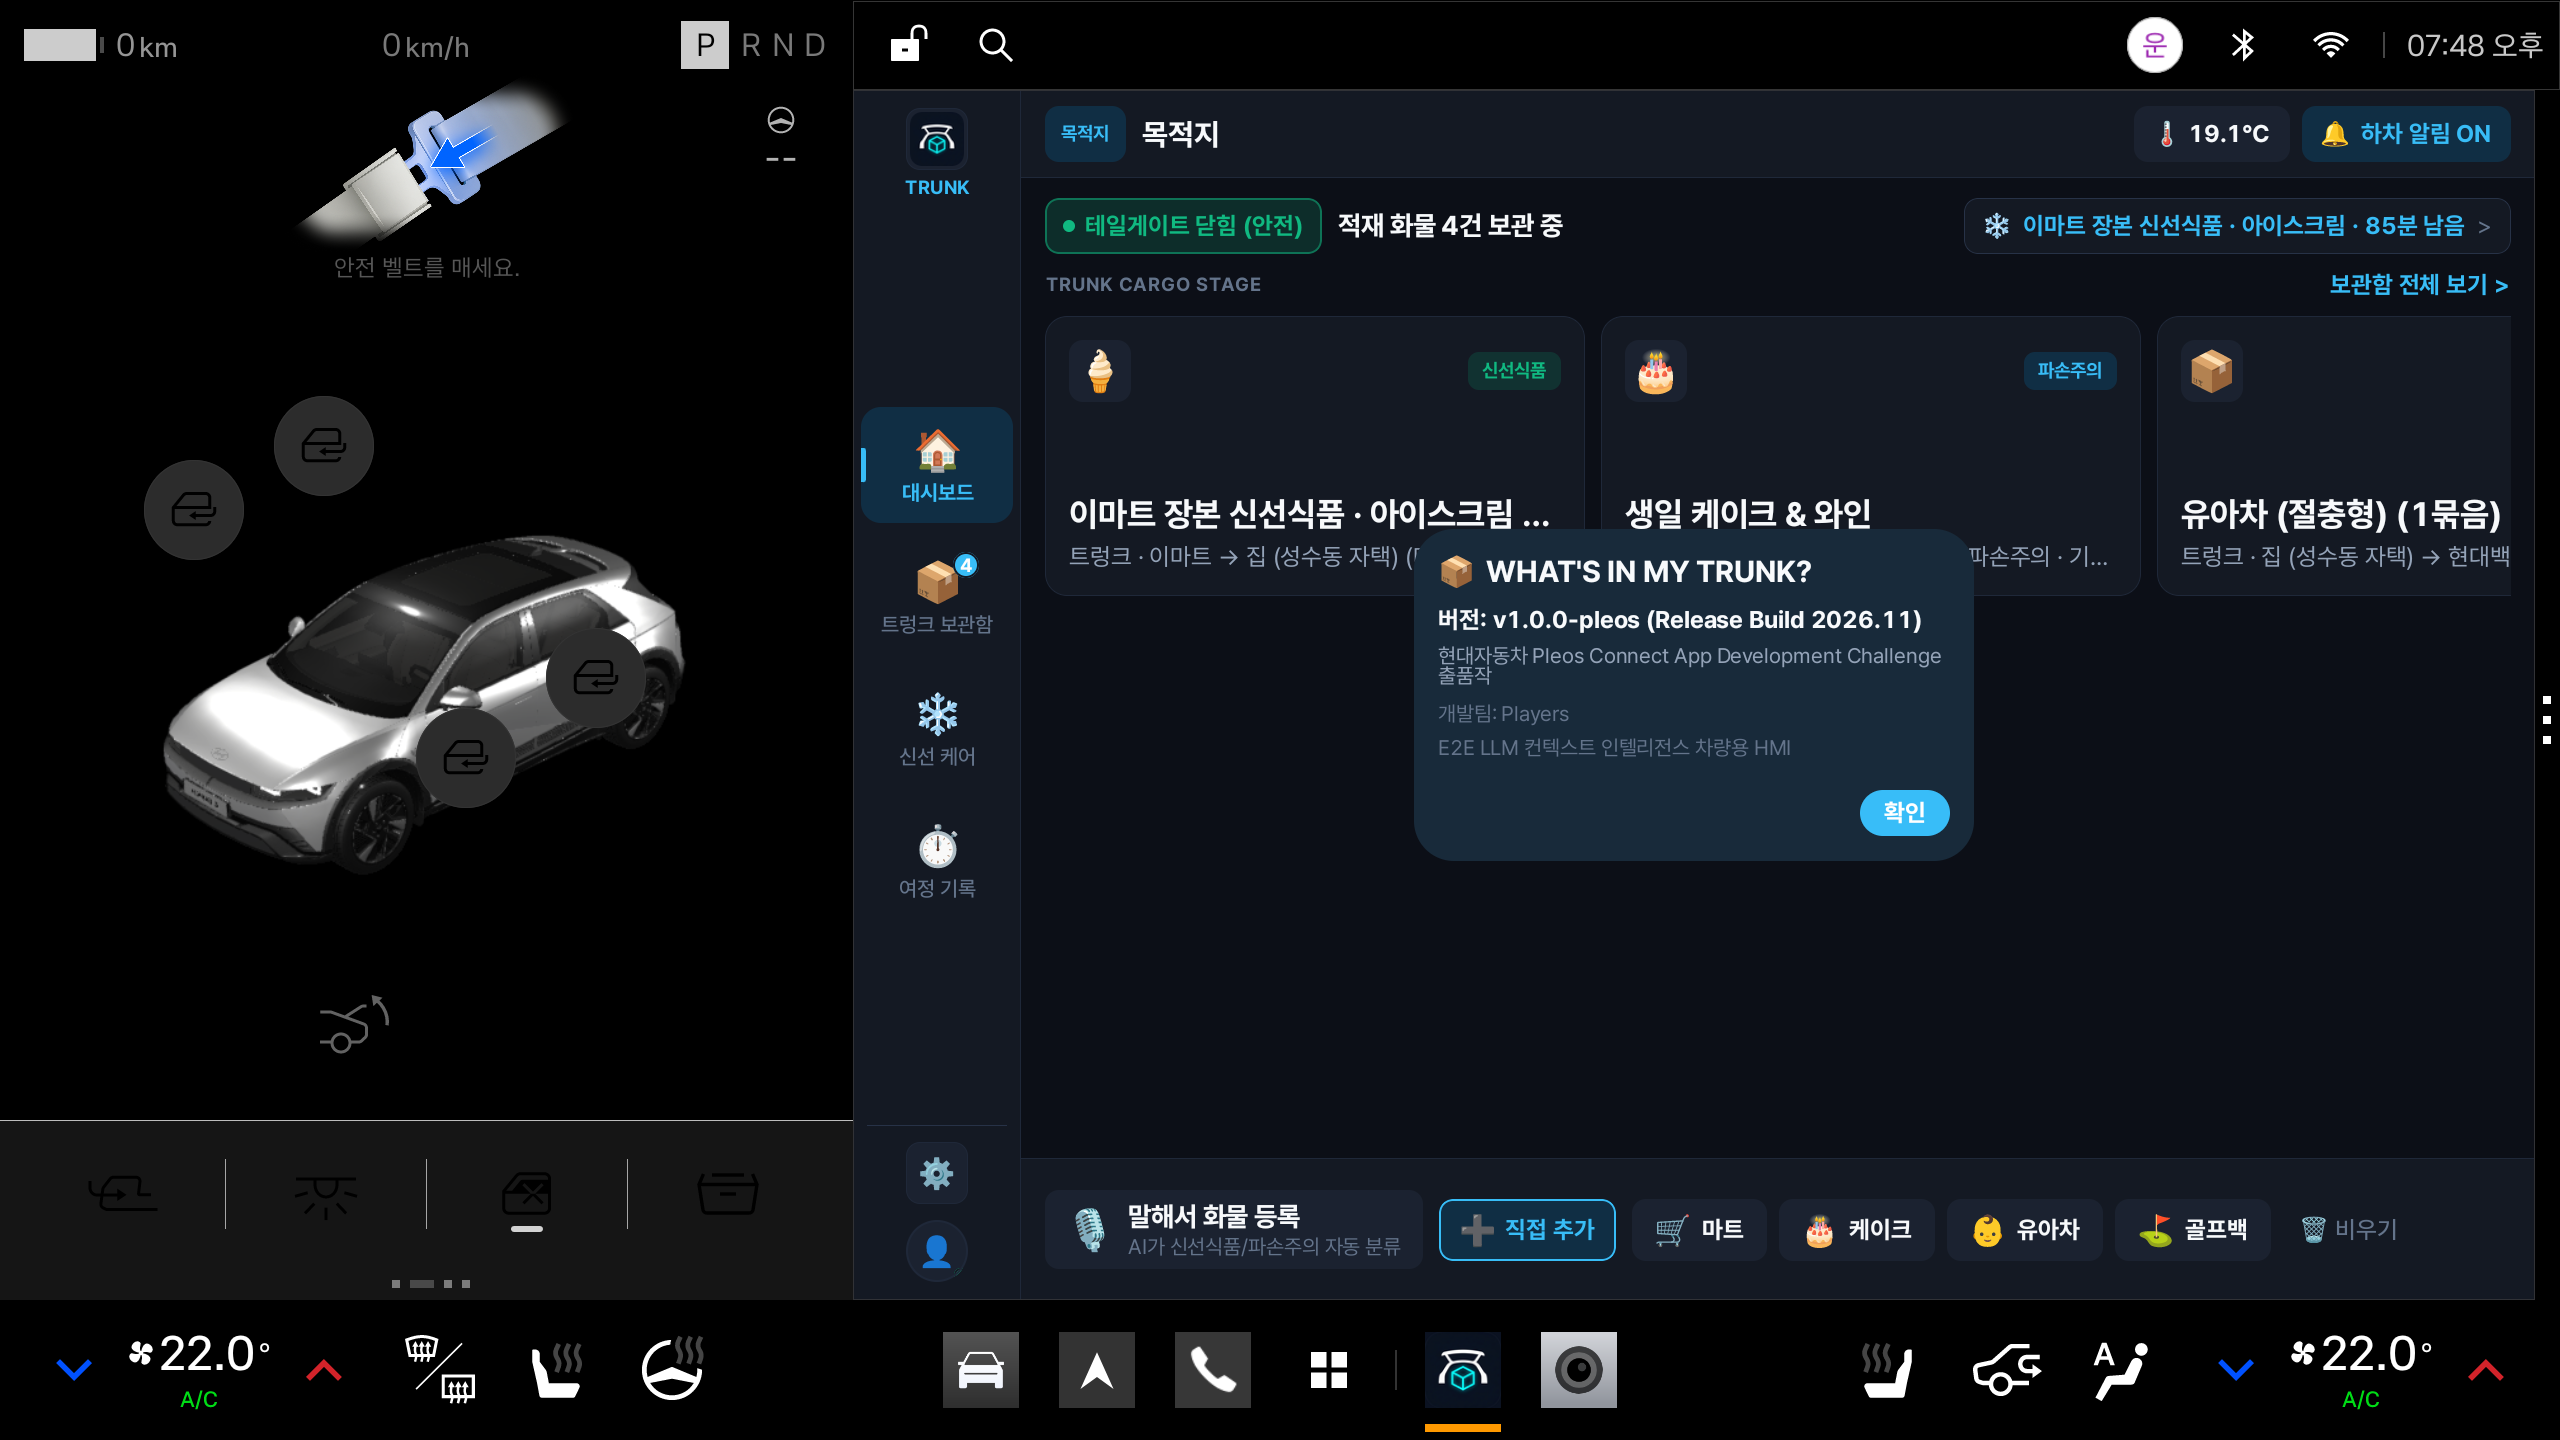 0 km
0 km/h
P R N D
07:48 오후
운
안전 벨트를 매세요.
TRUNK
목적지
목적지
19.1°C
하차 알림 ON
테일게이트 닫힘 (안전)
적재 화물 4건 보관 중
이마트 장본 신선식품 · 아이스크림 · 85분 남음 >
TRUNK CARGO STAGE
보관함 전체 보기 >
신선식품
이마트 장본 신선식품 · 아이스크림 ...
트렁크 · 이마트 → 집 (성수동 자택)
파손주의
생일 케이크 & 와인
파손주의 · 기...
유아차 (절충형) (1묶음)
트렁크 · 집 (성수동 자택) → 현대백
대시보드
4
트렁크 보관함
신선 케어
여정 기록
WHAT'S IN MY TRUNK?
버전: v1.0.0-pleos (Release Build 2026.11)
현대자동차 Pleos Connect App Development Challenge
출품작
개발팀: Players
E2E LLM 컨텍스트 인텔리전스 차량용 HMI
확인
말해서 화물 등록
AI가 신선식품/파손주의 자동 분류
직접 추가
마트
케이크
유아차
골프백
비우기
22.0°
A/C
A
22.0°
A/C